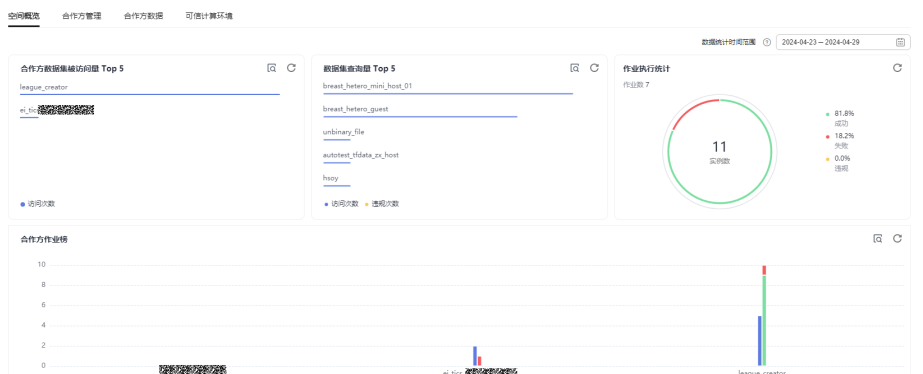 空间概览 合作方管理 合作方数据 可信计算环境
数据统计时间范围 ? 2024-04-23 – 2024-04-29
合作方数据集被访问量 Top 5
league_creator
ei_tics
访问次数
数据集查询量 Top 5
breast_hetero_mini_host_01
breast_hetero_guest
unbinary_file
autotest_tfdata_zx_host
hsoy
访问次数 违规次数
作业执行统计
作业数 7
11
实例数
81.8%
成功
18.2%
失败
0.0%
违规
合作方作业榜
10
8
6
4
2
0
ei_tics
league_creator